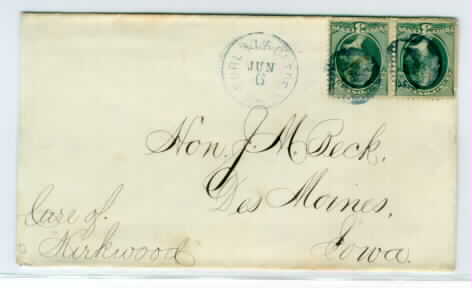 JUN
6
Hon. J. M. Beck.
Des Moines,
Iowa.
Care of.
Kirkwood